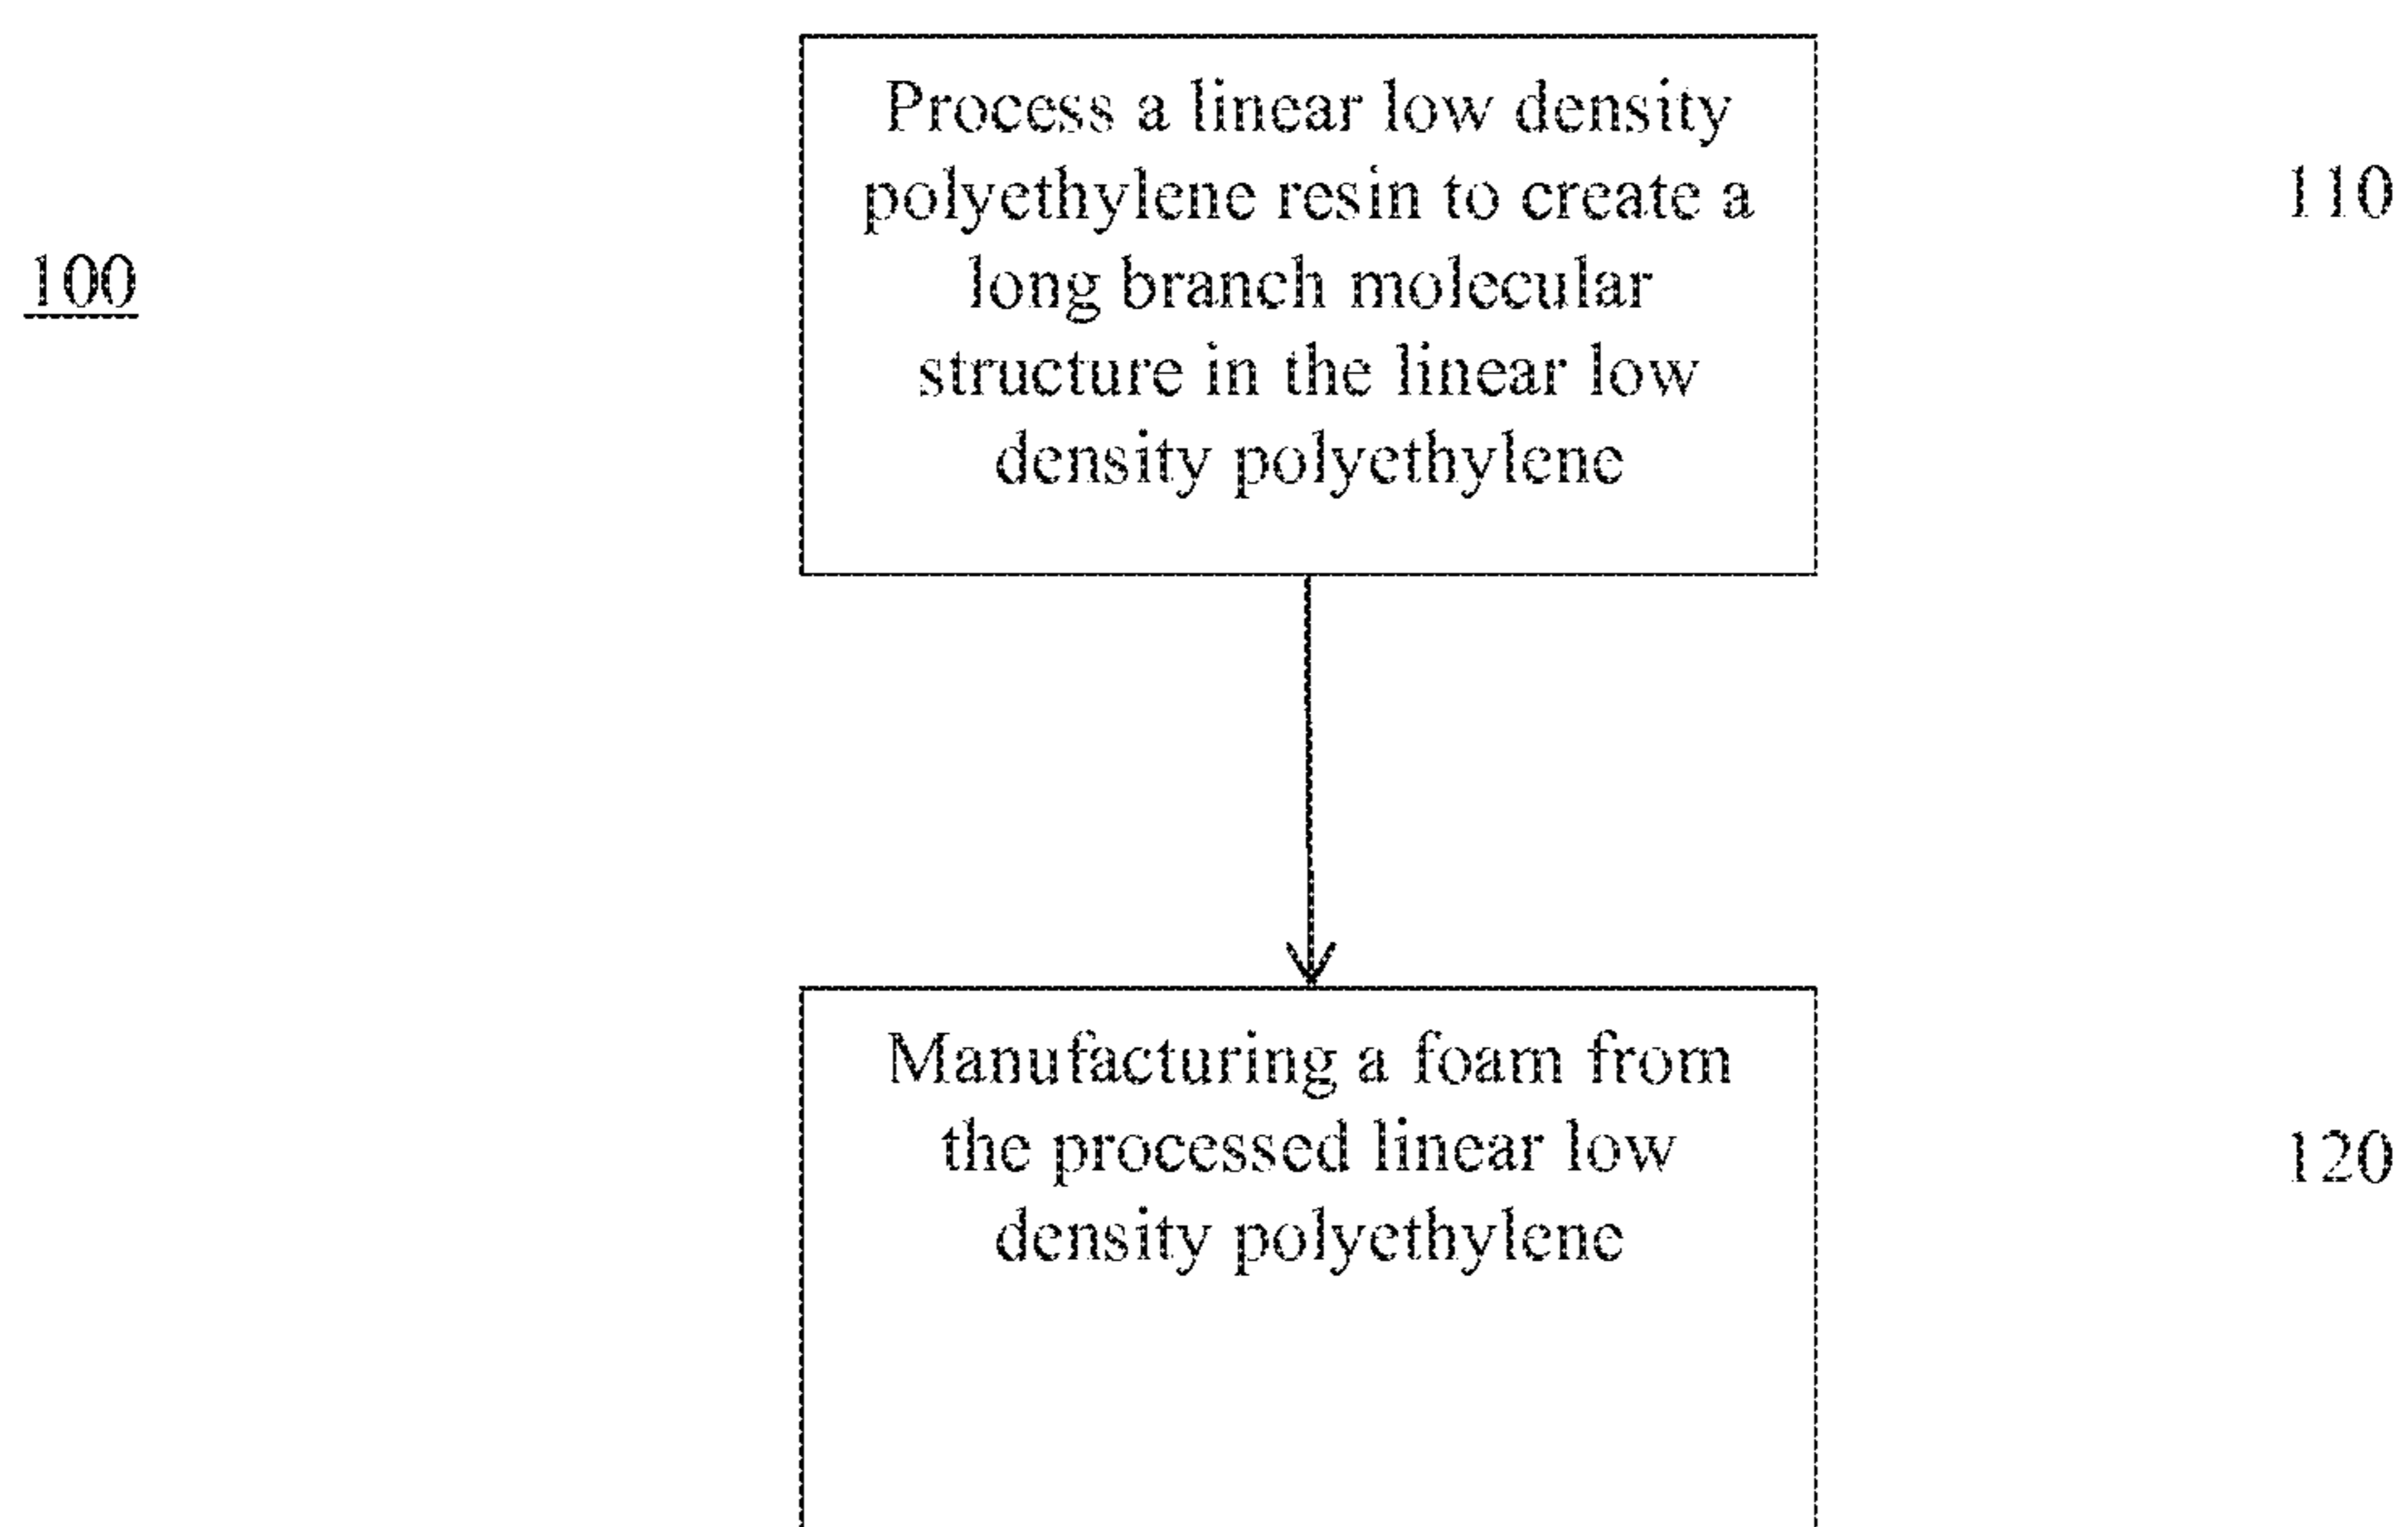 100
Process a linear low density
polyethylene resin to create a
long branch molecular
structure in the linear low
density polyethylene
110
Manufacturing a foam from
the processed linear low
density polyethylene
120